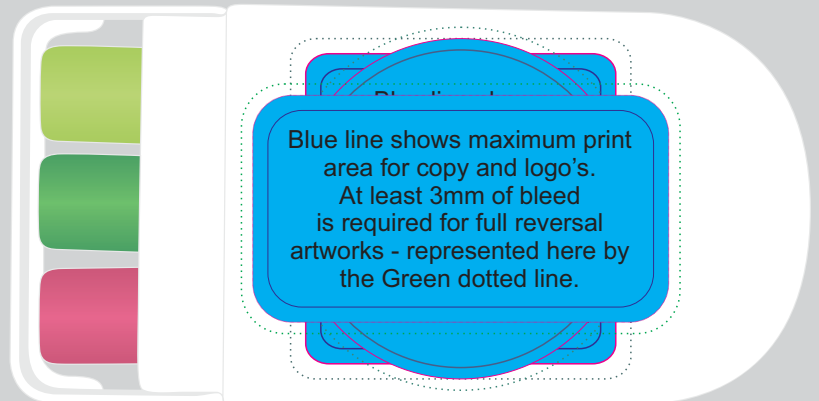 Blue line shows maximum print
area for copy and logo's.
At least 3mm of bleed
is required for full reversal
artworks - represented here by
the Green dotted line.